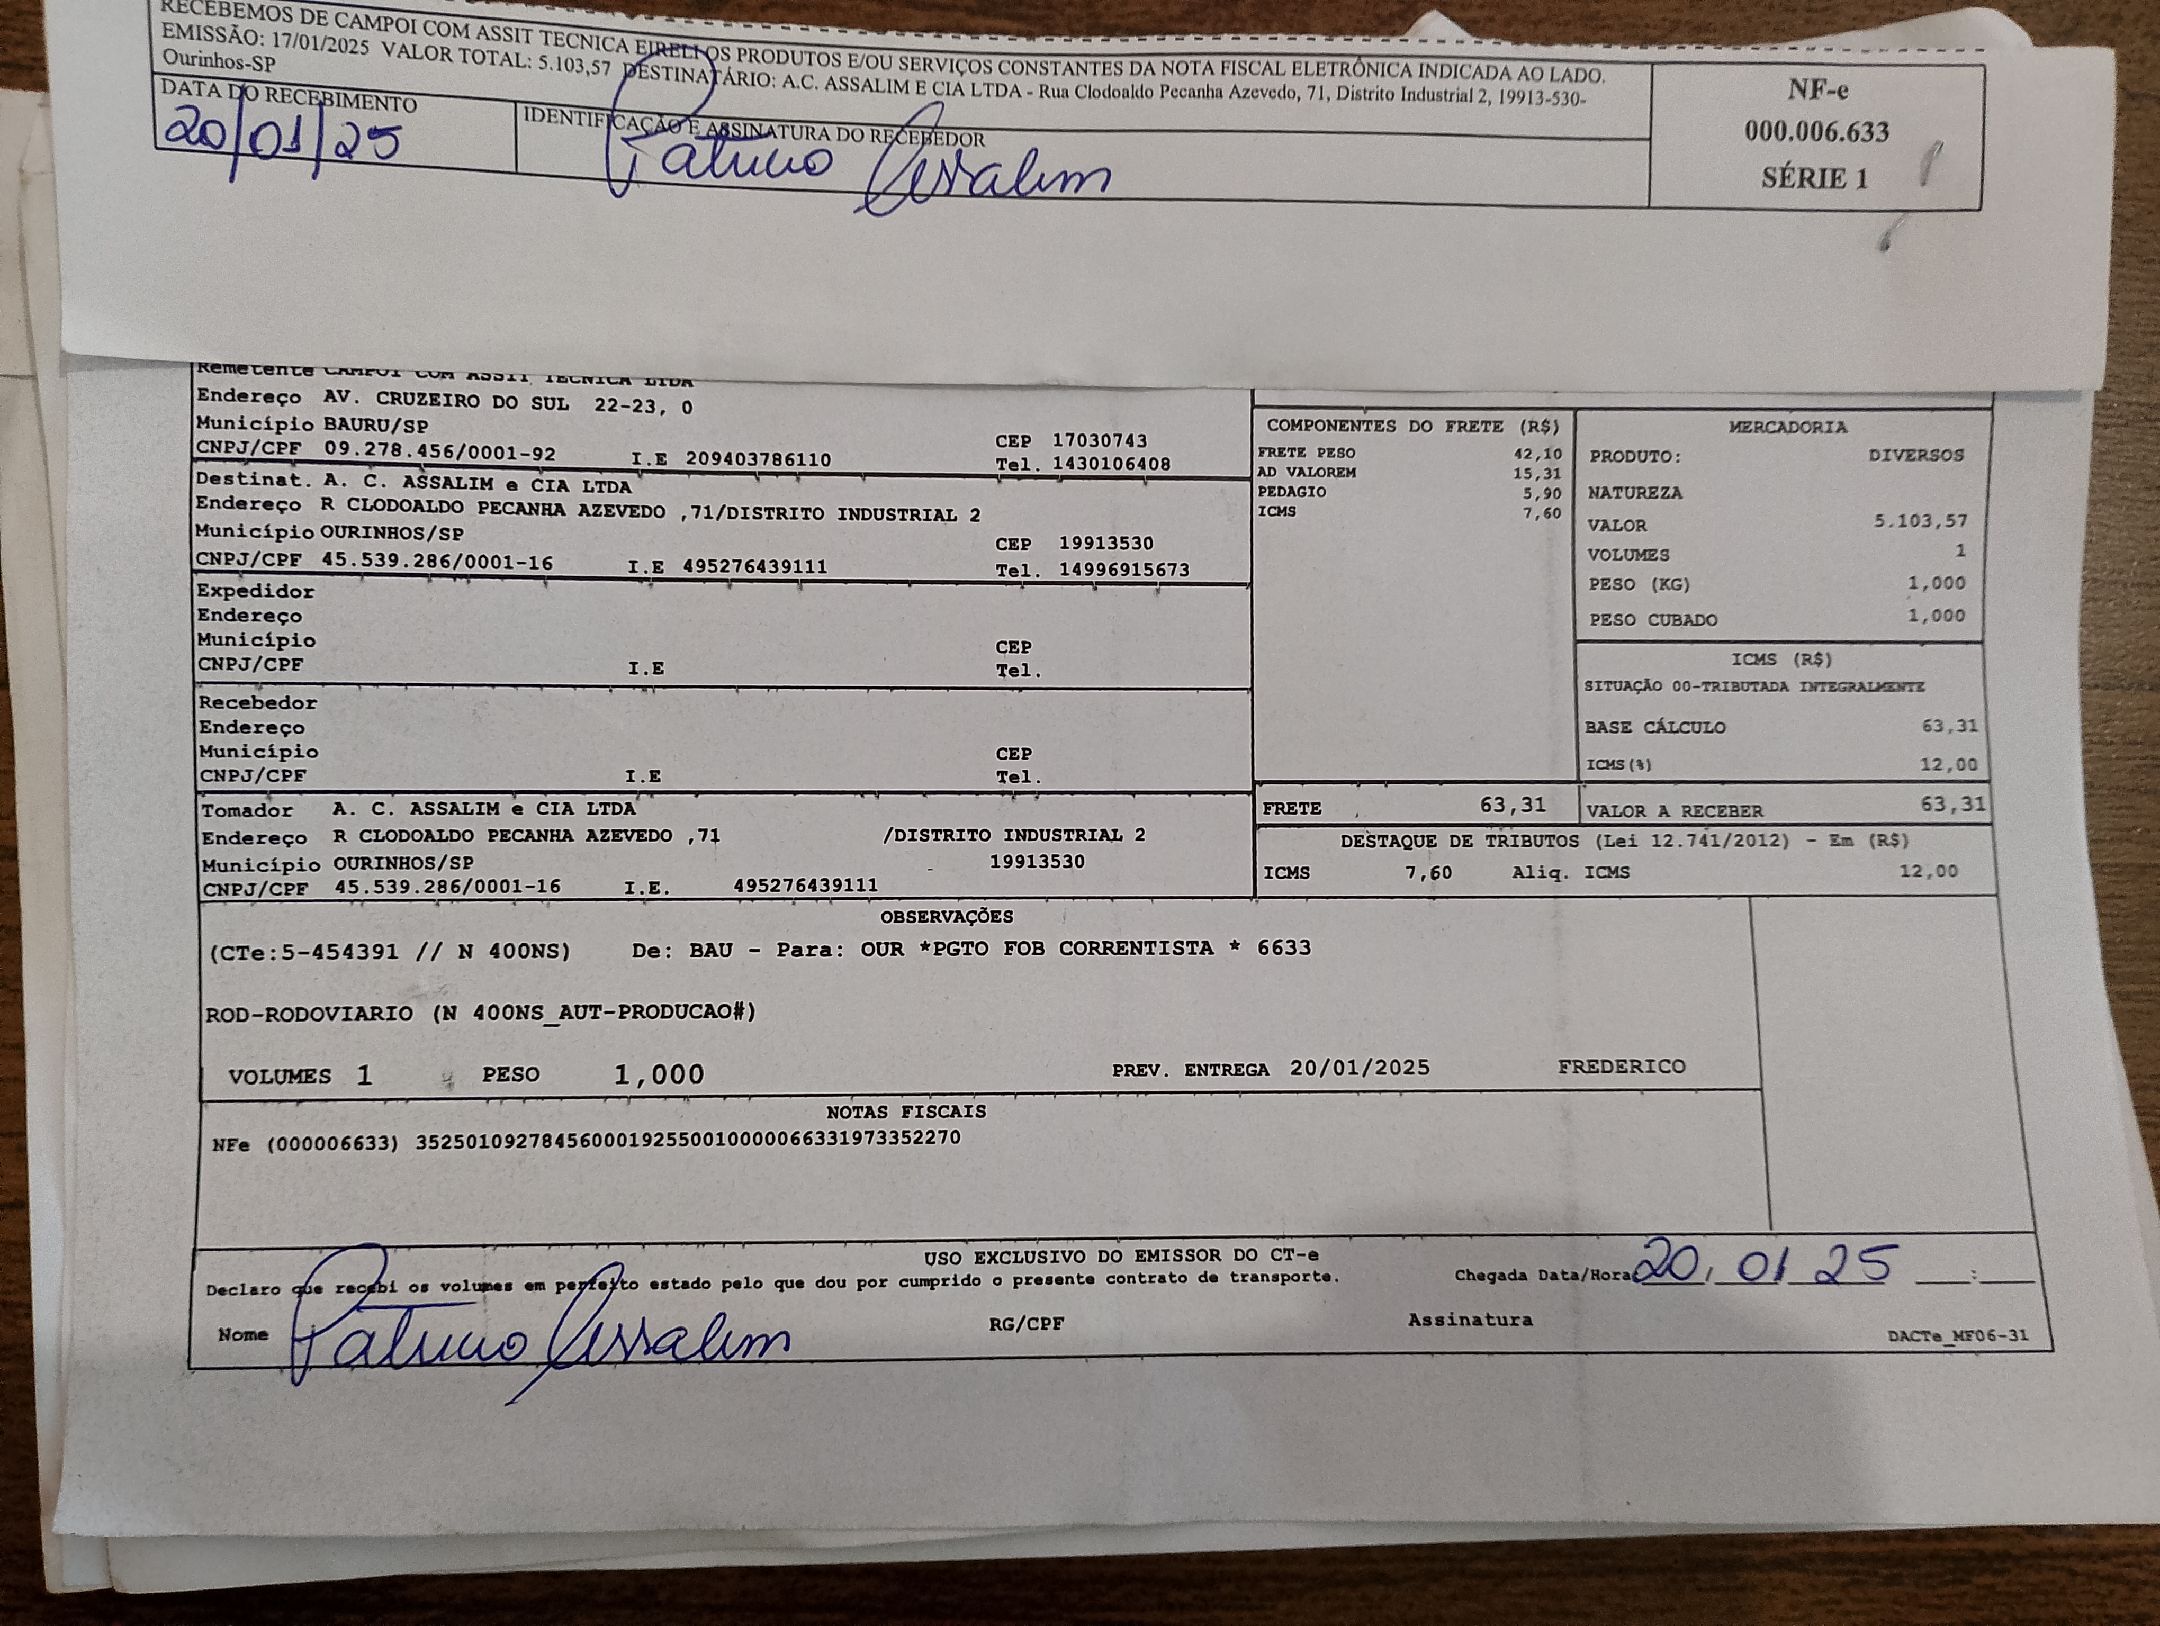 RECEBEMOS DE CAMPOI COM ASSIT TECNICA EIRELI OS PRODUTOS E/OU SERVIÇOS CONSTANTES DA NOTA FISCAL ELETRÔNICA INDICADA AO LADO.
EMISSÃO: 17/01/2025 VALOR TOTAL: 5.103,57 DESTINATÁRIO: A.C. ASSALIM E CIA LTDA - Rua Clodoaldo Pecanha Azevedo, 71, Distrito Industrial 2, 19913-530-
Ourinhos-SP
DATA DO RECEBIMENTO
20/01/25
IDENTIFICAÇÃO E ASSINATURA DO RECEBEDOR
Patricio Assalim
NF-e
000.006.633
SÉRIE 1
Remetente CAMPOI COM ASSIT TECNICA LTDA
Endereço AV. CRUZEIRO DO SUL 22-23, 0
Município BAURU/SP
CEP 17030743
CNPJ/CPF 09.278.456/0001-92 I.E 209403786110 Tel. 1430106408
Destinat. A. C. ASSALIM e CIA LTDA
Endereço R CLODOALDO PECANHA AZEVEDO ,71/DISTRITO INDUSTRIAL 2
Município OURINHOS/SP CEP 19913530
CNPJ/CPF 45.539.286/0001-16 I.E 495276439111 Tel. 14996915673
Expedidor
Endereço
Município CEP
CNPJ/CPF I.E Tel.
Recebedor
Endereço
Município CEP
CNPJ/CPF I.E Tel.
Tomador A. C. ASSALIM e CIA LTDA
Endereço R CLODOALDO PECANHA AZEVEDO ,71 /DISTRITO INDUSTRIAL 2
Município OURINHOS/SP 19913530
CNPJ/CPF 45.539.286/0001-16 I.E. 495276439111
COMPONENTES DO FRETE (R$)
FRETE PESO 42,10
AD VALOREM 15,31
PEDAGIO 5,90
ICMS 7,60
MERCADORIA
PRODUTO: DIVERSOS
NATUREZA
VALOR 5.103,57
VOLUMES 1
PESO (KG) 1,000
PESO CUBADO 1,000
ICMS (R$)
SITUAÇÃO 00-TRIBUTADA INTEGRALMENTE
BASE CÁLCULO 63,31
ICMS(%) 12,00
FRETE 63,31 VALOR A RECEBER 63,31
DESTAQUE DE TRIBUTOS (Lei 12.741/2012) - Em (R$)
ICMS 7,60 Aliq. ICMS 12,00
OBSERVAÇÕES
(CTe:5-454391 // N 400NS) De: BAU - Para: OUR *PGTO FOB CORRENTISTA * 6633
ROD-RODOVIARIO (N 400NS_AUT-PRODUCAO#)
VOLUMES 1 PESO 1,000 PREV. ENTREGA 20/01/2025 FREDERICO
NOTAS FISCAIS
NFe (000006633) 35250109278456000192550010000066331973352270
USO EXCLUSIVO DO EMISSOR DO CT-e
Declaro que recebi os volumes em perfeito estado pelo que dou por cumprido o presente contrato de transporte. Chegada Data/Hora 20, 01 25 ___:___
Nome Patricio Assalim RG/CPF Assinatura
DACTe_MF06-31